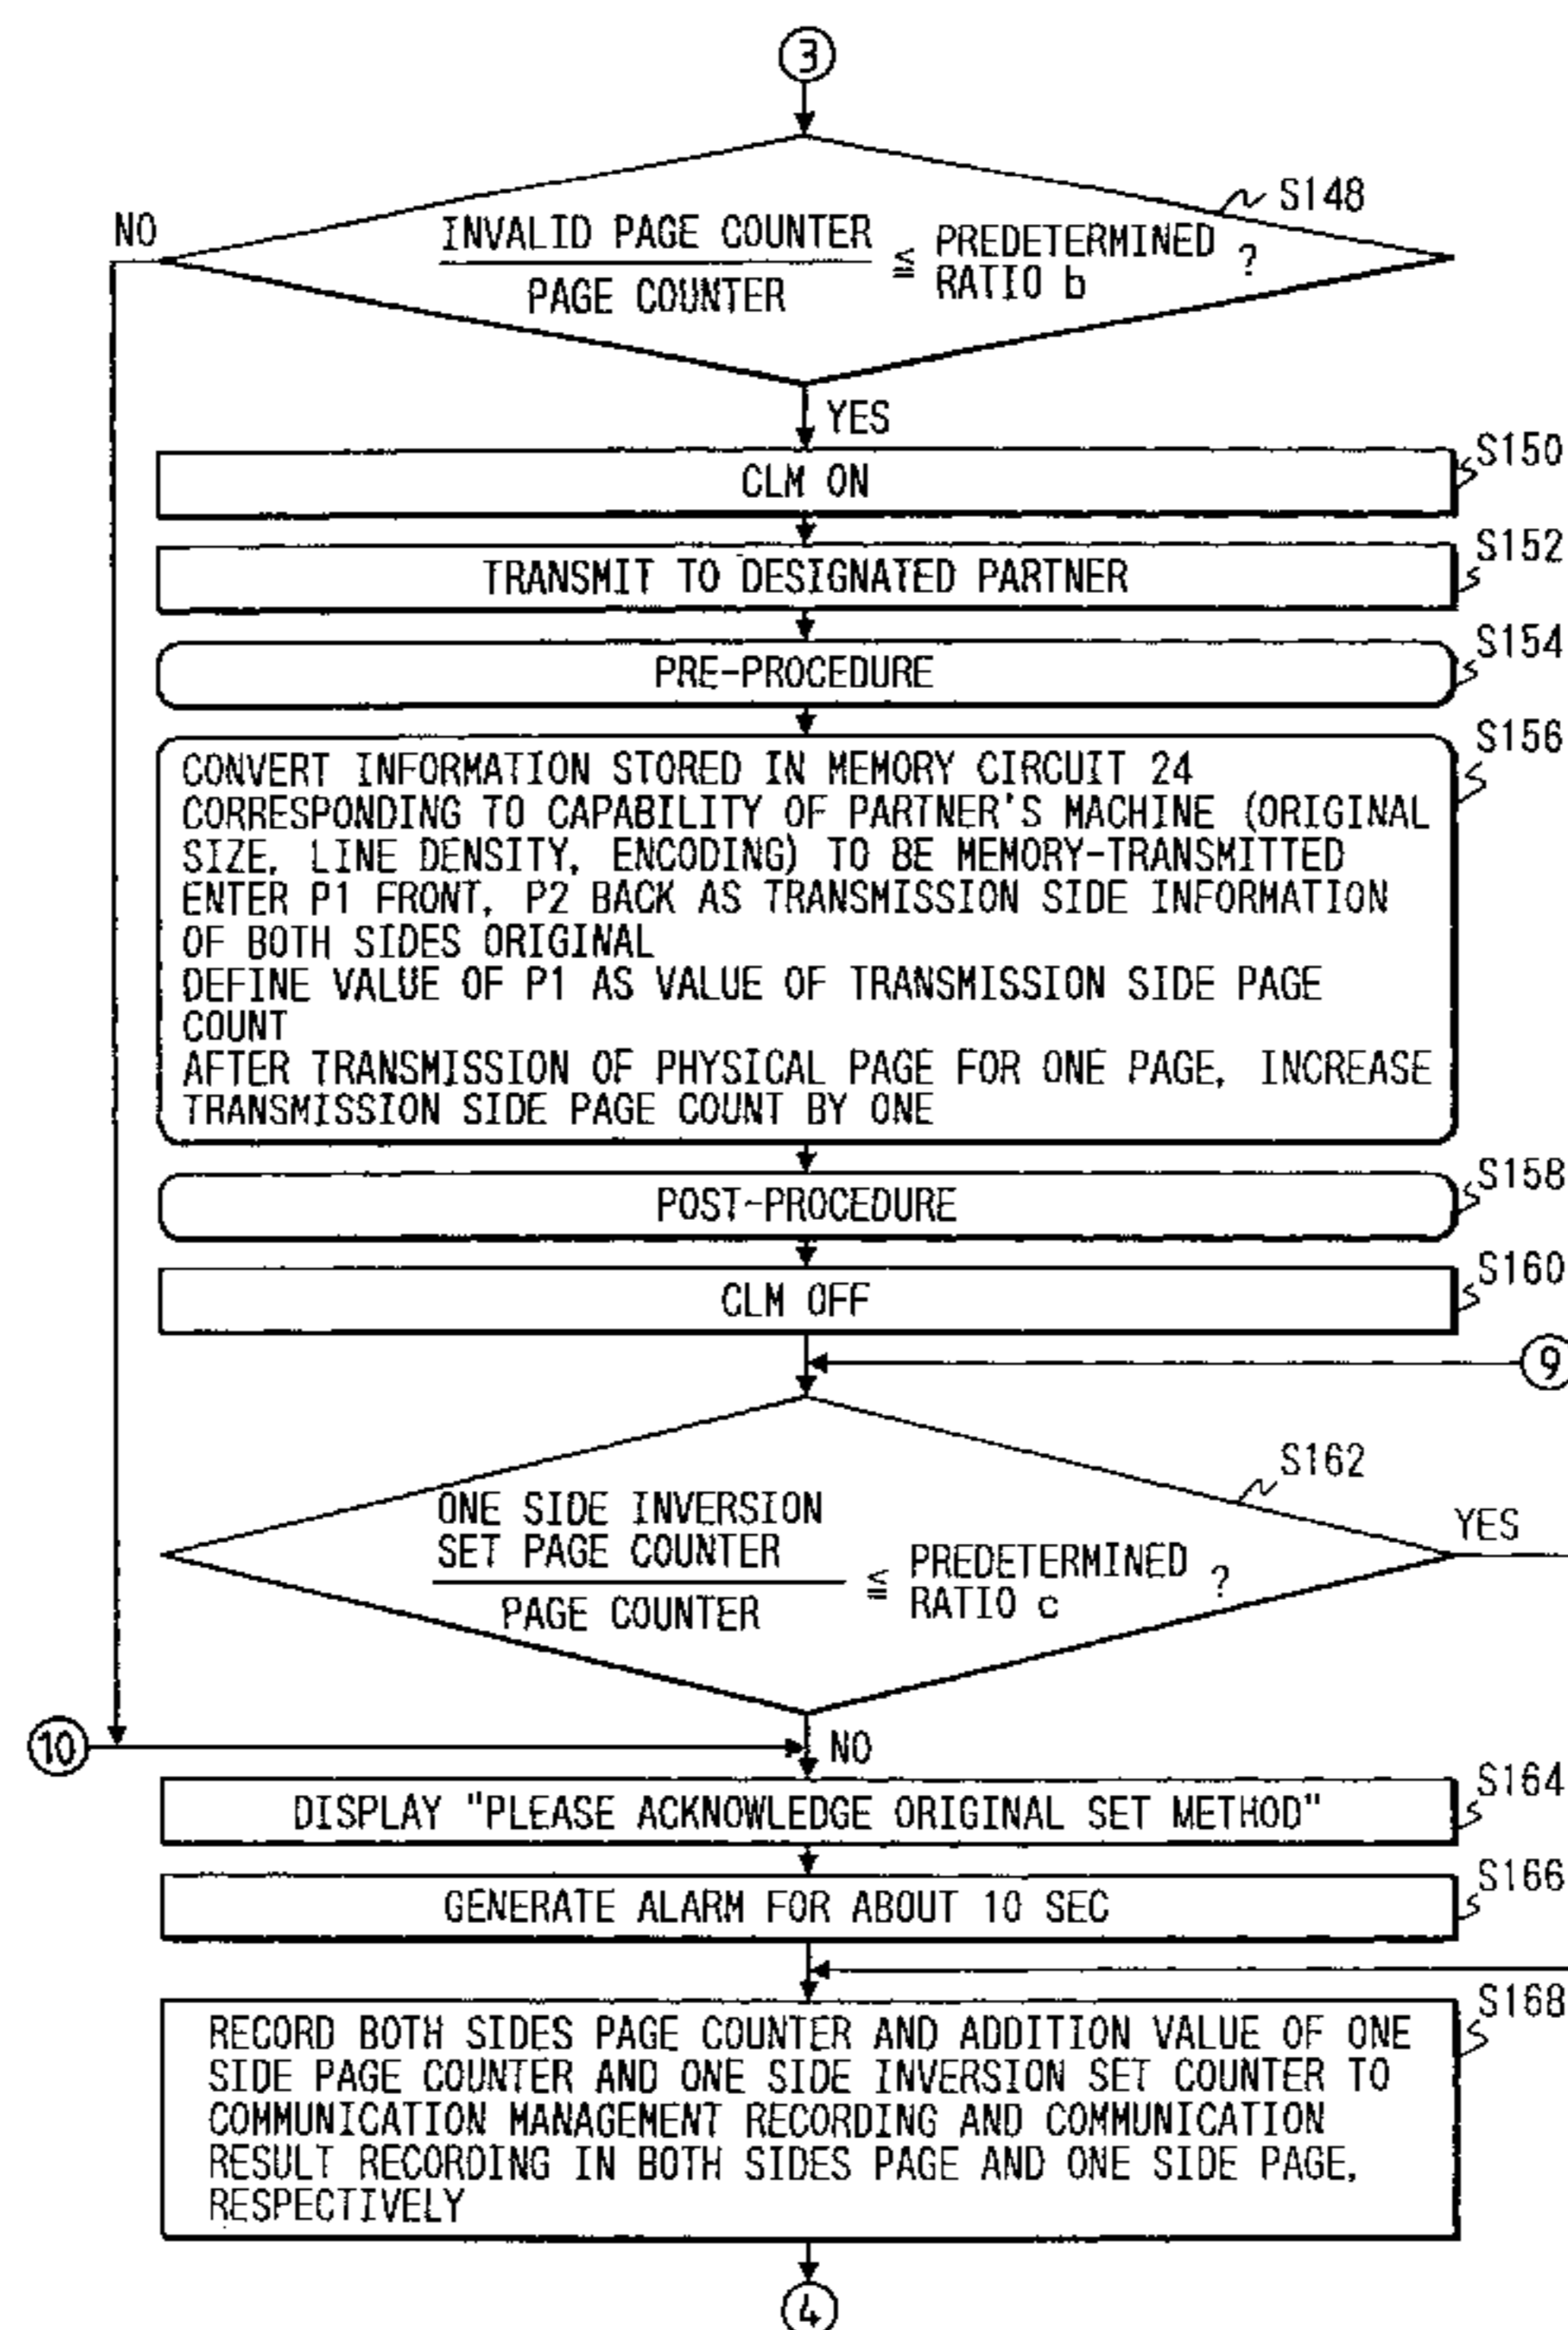 3
S148
NO
INVALID PAGE COUNTER
PAGE COUNTER
≦ PREDETERMINED
RATIO b ?
YES
S150
CLM ON
S152
TRANSMIT TO DESIGNATED PARTNER
S154
PRE-PROCEDURE
S156
CONVERT INFORMATION STORED IN MEMORY CIRCUIT 24
CORRESPONDING TO CAPABILITY OF PARTNER'S MACHINE (ORIGINAL
SIZE, LINE DENSITY, ENCODING) TO BE MEMORY-TRANSMITTED
ENTER P1 FRONT, P2 BACK AS TRANSMISSION SIDE INFORMATION
OF BOTH SIDES ORIGINAL
DEFINE VALUE OF P1 AS VALUE OF TRANSMISSION SIDE PAGE
COUNT
AFTER TRANSMISSION OF PHYSICAL PAGE FOR ONE PAGE, INCREASE
TRANSMISSION SIDE PAGE COUNT BY ONE
S158
POST-PROCEDURE
S160
CLM OFF
9
S162
ONE SIDE INVERSION
SET PAGE COUNTER
PAGE COUNTER
≦ PREDETERMINED
RATIO c ?
YES
10
NO
S164
DISPLAY "PLEASE ACKNOWLEDGE ORIGINAL SET METHOD"
S166
GENERATE ALARM FOR ABOUT 10 SEC
S168
RECORD BOTH SIDES PAGE COUNTER AND ADDITION VALUE OF ONE
SIDE PAGE COUNTER AND ONE SIDE INVERSION SET COUNTER TO
COMMUNICATION MANAGEMENT RECORDING AND COMMUNICATION
RESULT RECORDING IN BOTH SIDES PAGE AND ONE SIDE PAGE,
RESPECTIVELY
4